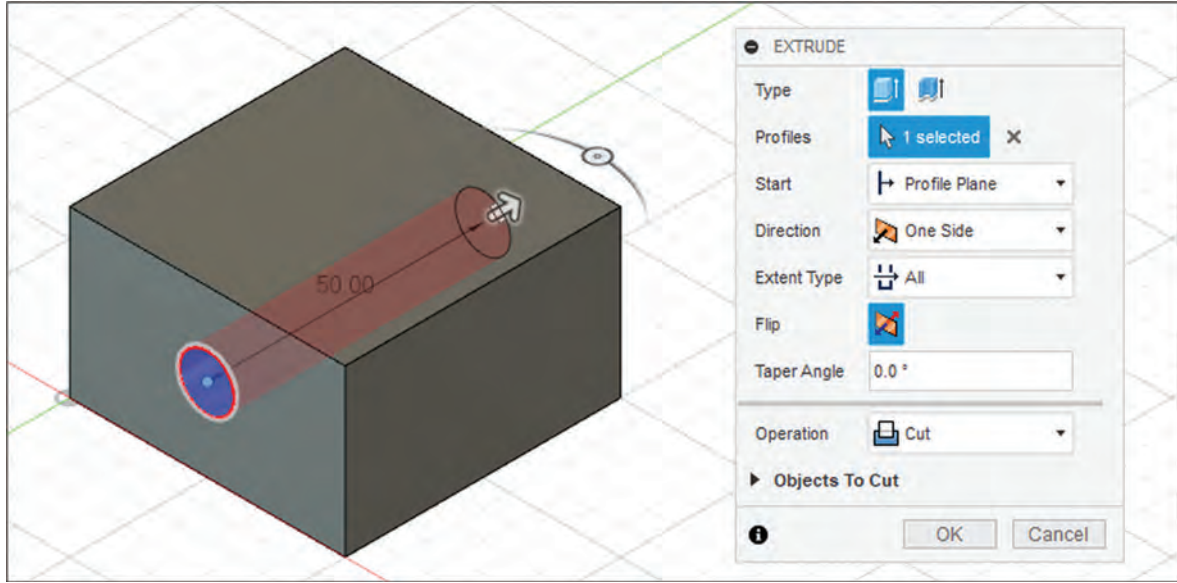 EXTRUDE
Type
Profiles 1 selected ×
Start Profile Plane
Direction One Side
Extent Type All
Flip
Taper Angle 0.0 °
Operation Cut
Objects To Cut
OK Cancel
50.00